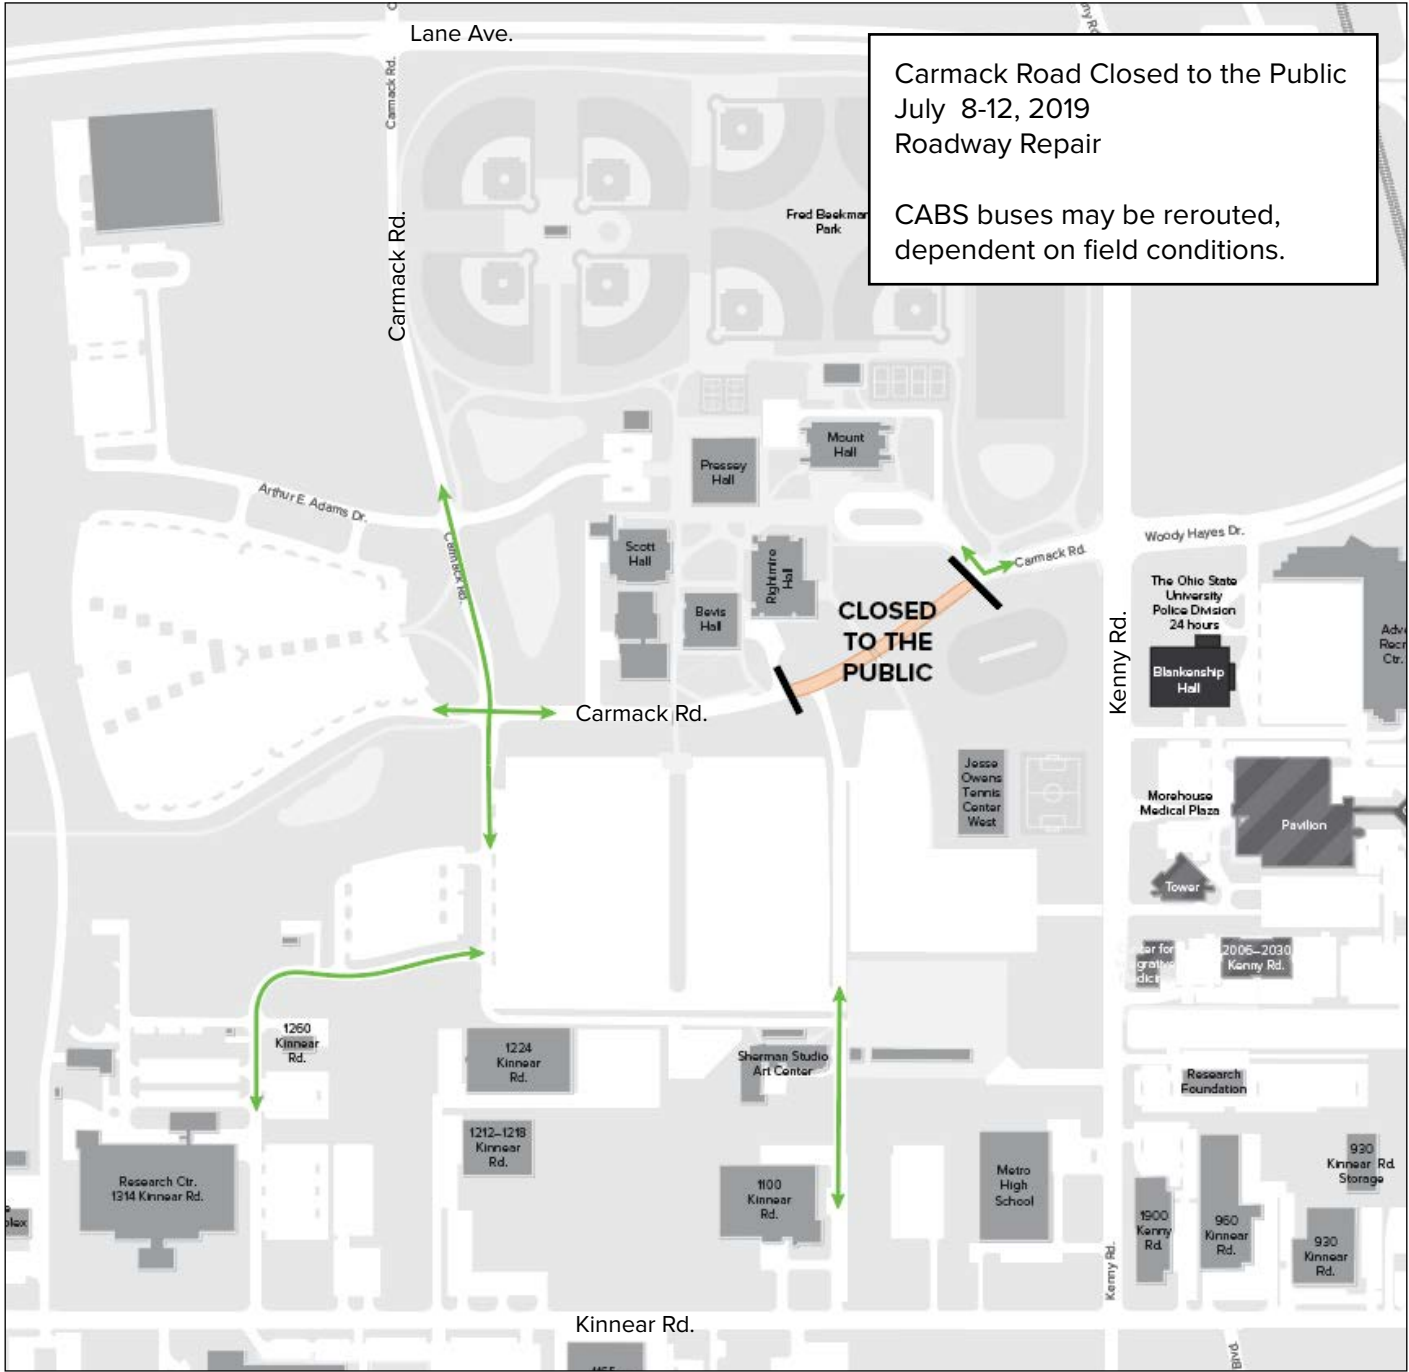 Lane Ave.
Carmack Rd.
Carmack Road Closed to the Public
July 8-12, 2019
Roadway Repair
CABS buses may be rerouted,
dependent on field conditions.
Carmack Rd.
Fred Beekman
Park
Mount
Hall
Pressey
Hall
Arthur E. Adams Dr.
Carmack Rd.
Scott
Hall
Rightmire
Hall
Bevis
Hall
Carmack Rd.
Woody Hayes Dr.
The Ohio State
University
Police Division
24 hours
Blankenship
Hall
Adve
Recr
Ctr.
CLOSED
TO THE
PUBLIC
Kenny Rd.
Carmack Rd.
Jesse
Owens
Tennis
Center
West
Morehouse
Medical Plaza
Pavilion
Tower
2006–2030
Kenny Rd.
1260
Kinnear
Rd.
1224
Kinnear
Rd.
Sherman Studio
Art Center
Research
Foundation
1212–1218
Kinnear
Rd.
Research Ctr.
1314 Kinnear Rd.
1100
Kinnear
Rd.
Metro
High
School
930
Kinnear Rd.
Storage
1900
Kenny
Rd.
960
Kinnear
Rd.
930
Kinnear
Rd.
plex
Kenny Rd.
Kinnear Rd.
Blvd.